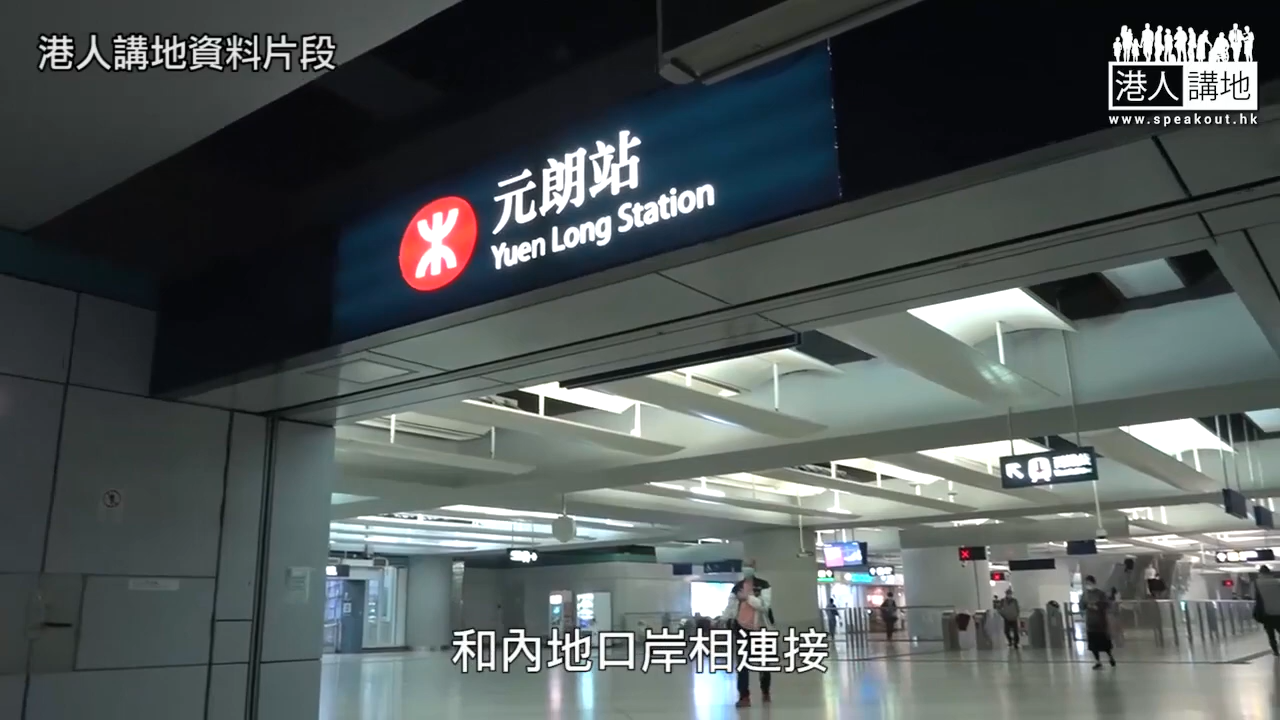 港人講地資料片段
港人講地
www.speakout.hk
元朗站
Yuen Long Station
和內地口岸相連接